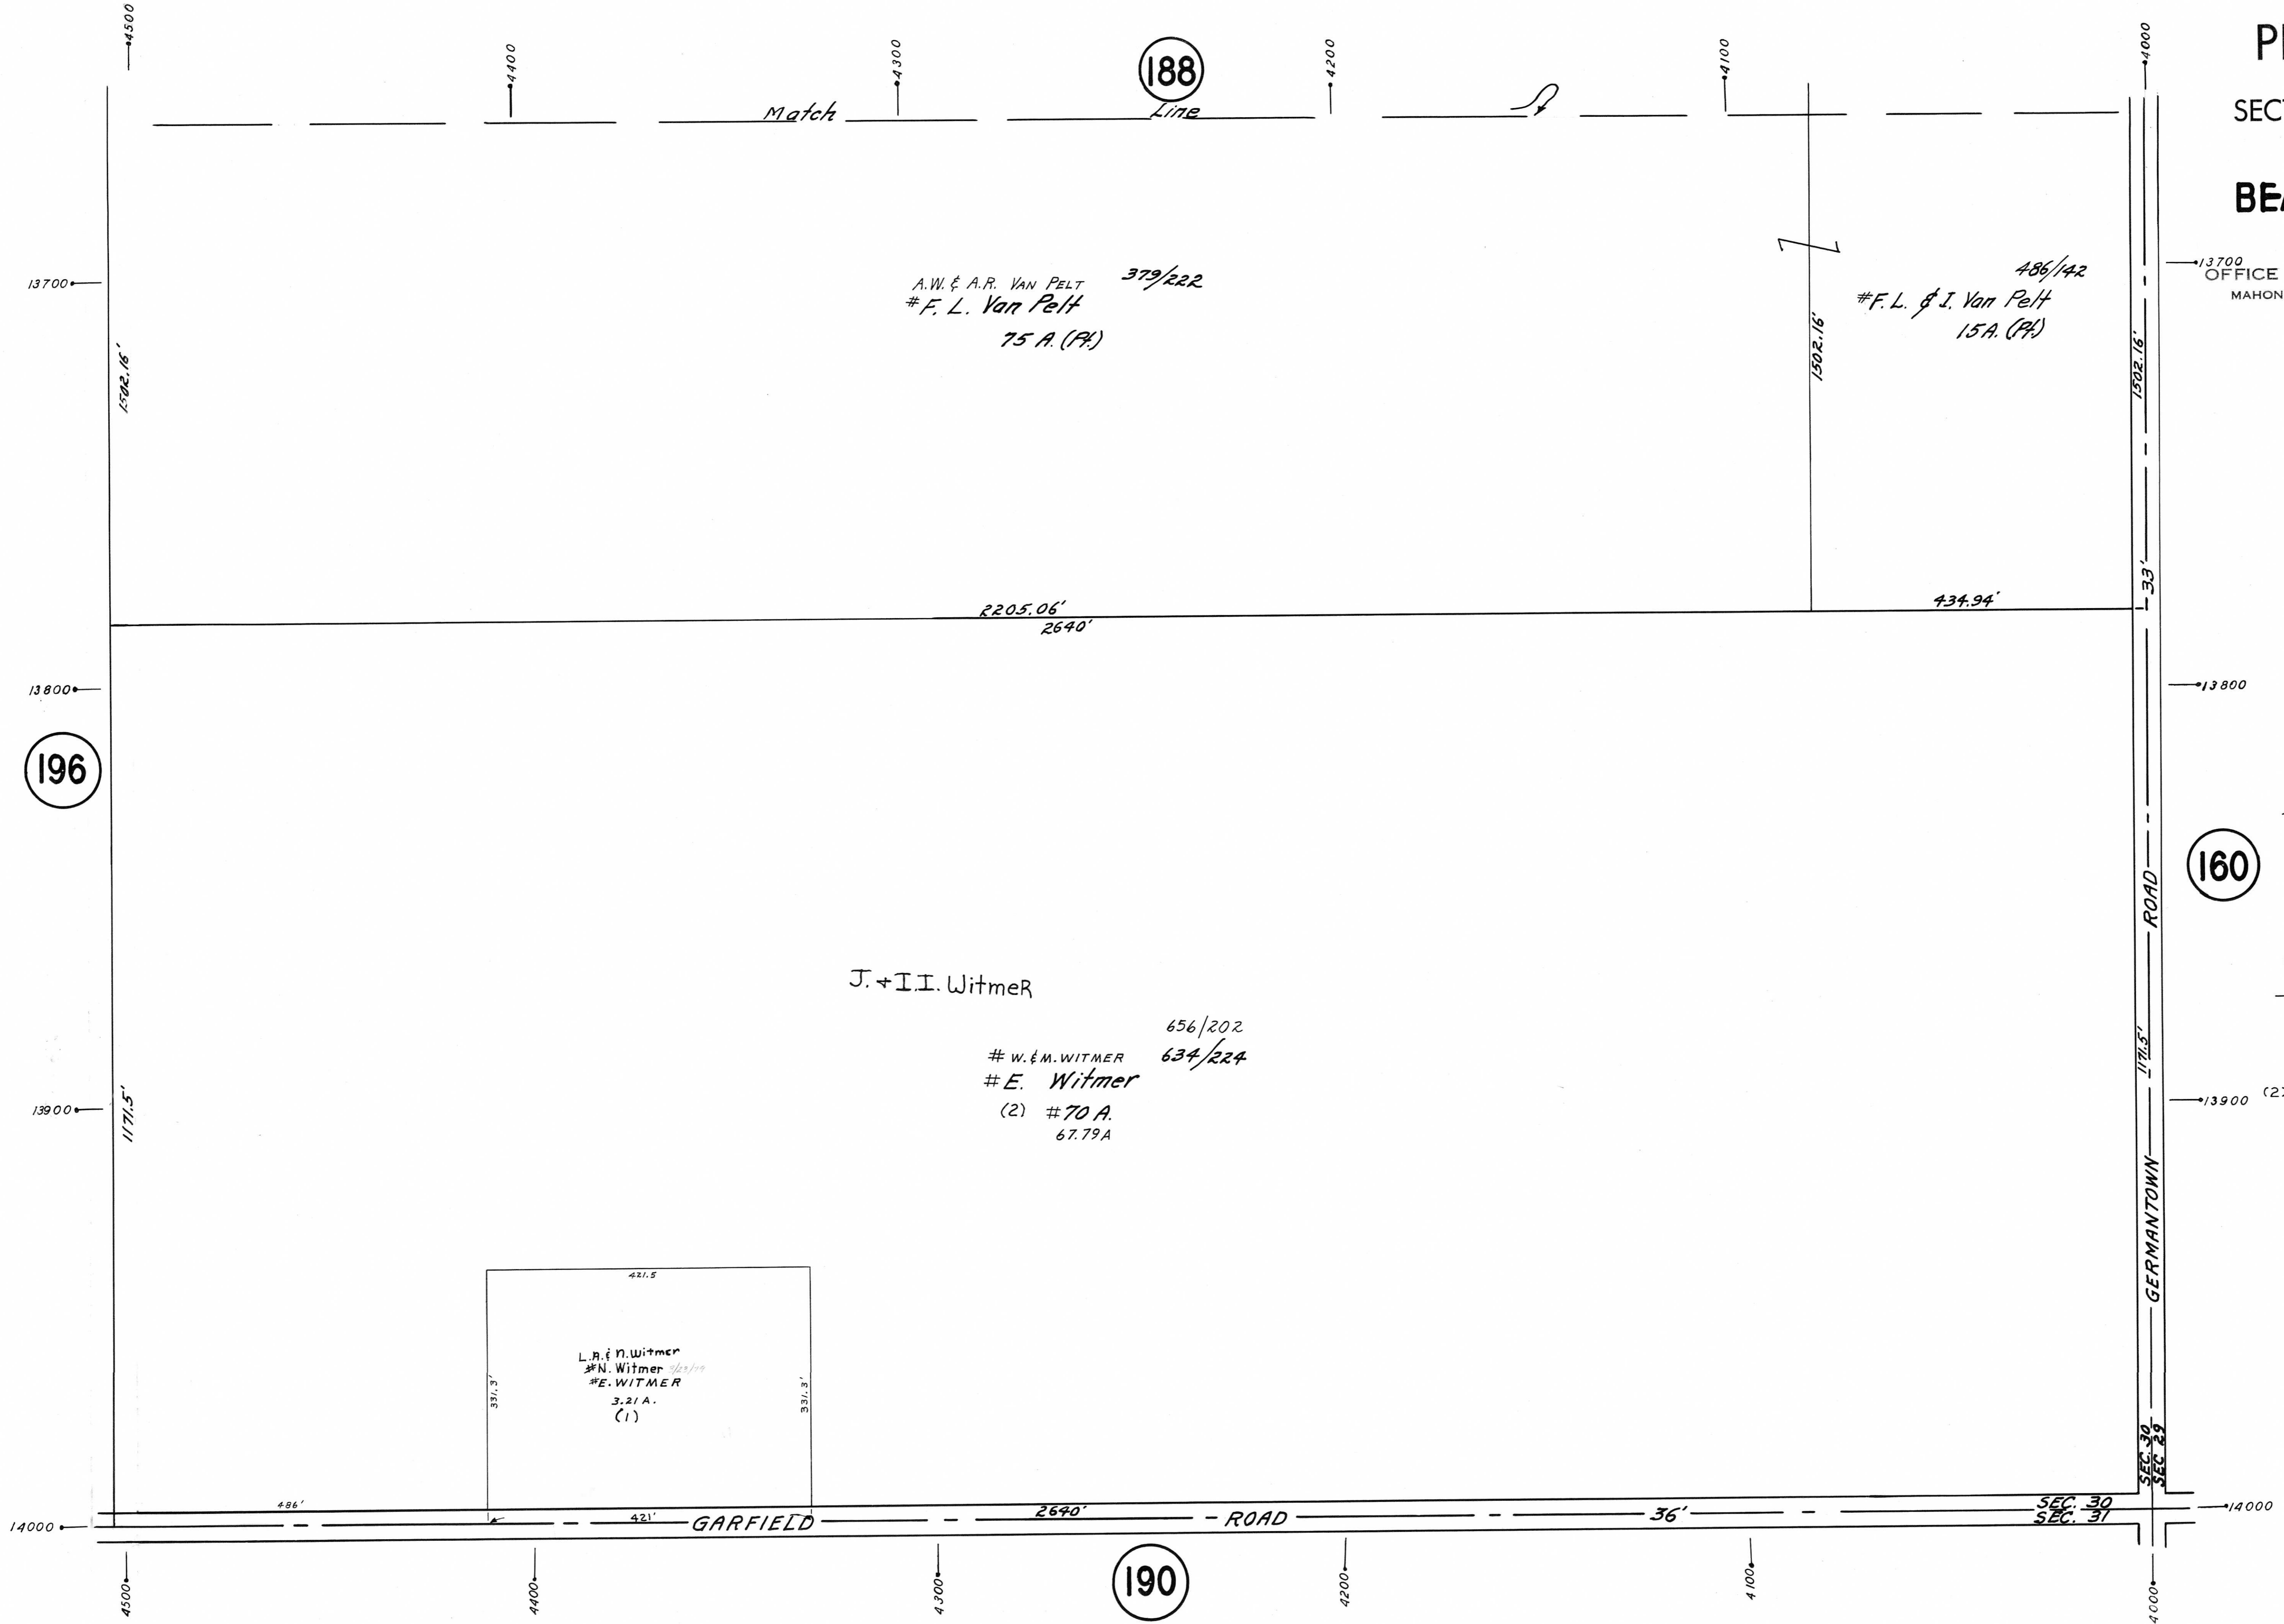 4500
4400
4300
188
4200
4100
4000
Match Line
SEC
13700
A.W. & A.R. VAN PELT 379/222
#F. L. Van Pelt
75 A. (Pt.)
486/142
#F.L. & I. Van Pelt
15A. (Pt.)
13700
OFFICE
MAHON
1502.16'
1502.16'
1502.16'
2205.06'
2640'
434.94'
33'
13800
13800
196
160
ROAD
J. + I.I. WitmeR
656/202
# W. & M. WITMER 634/224
#E. Witmer
(2) #70 A.
67.79A
13900
1171.5'
1171.5'
13900
GERMANTOWN
421.5
L.A. & N. Witmer
#N. Witmer
#E. WITMER
3.21 A.
(1)
331.3'
331.3'
SEC. 30
SEC 29
486'
421'
2640'
SEC. 30
14000
GARFIELD ROAD 36'
SEC. 31
14000
4500
4400
4300
190
4200
4100
4000